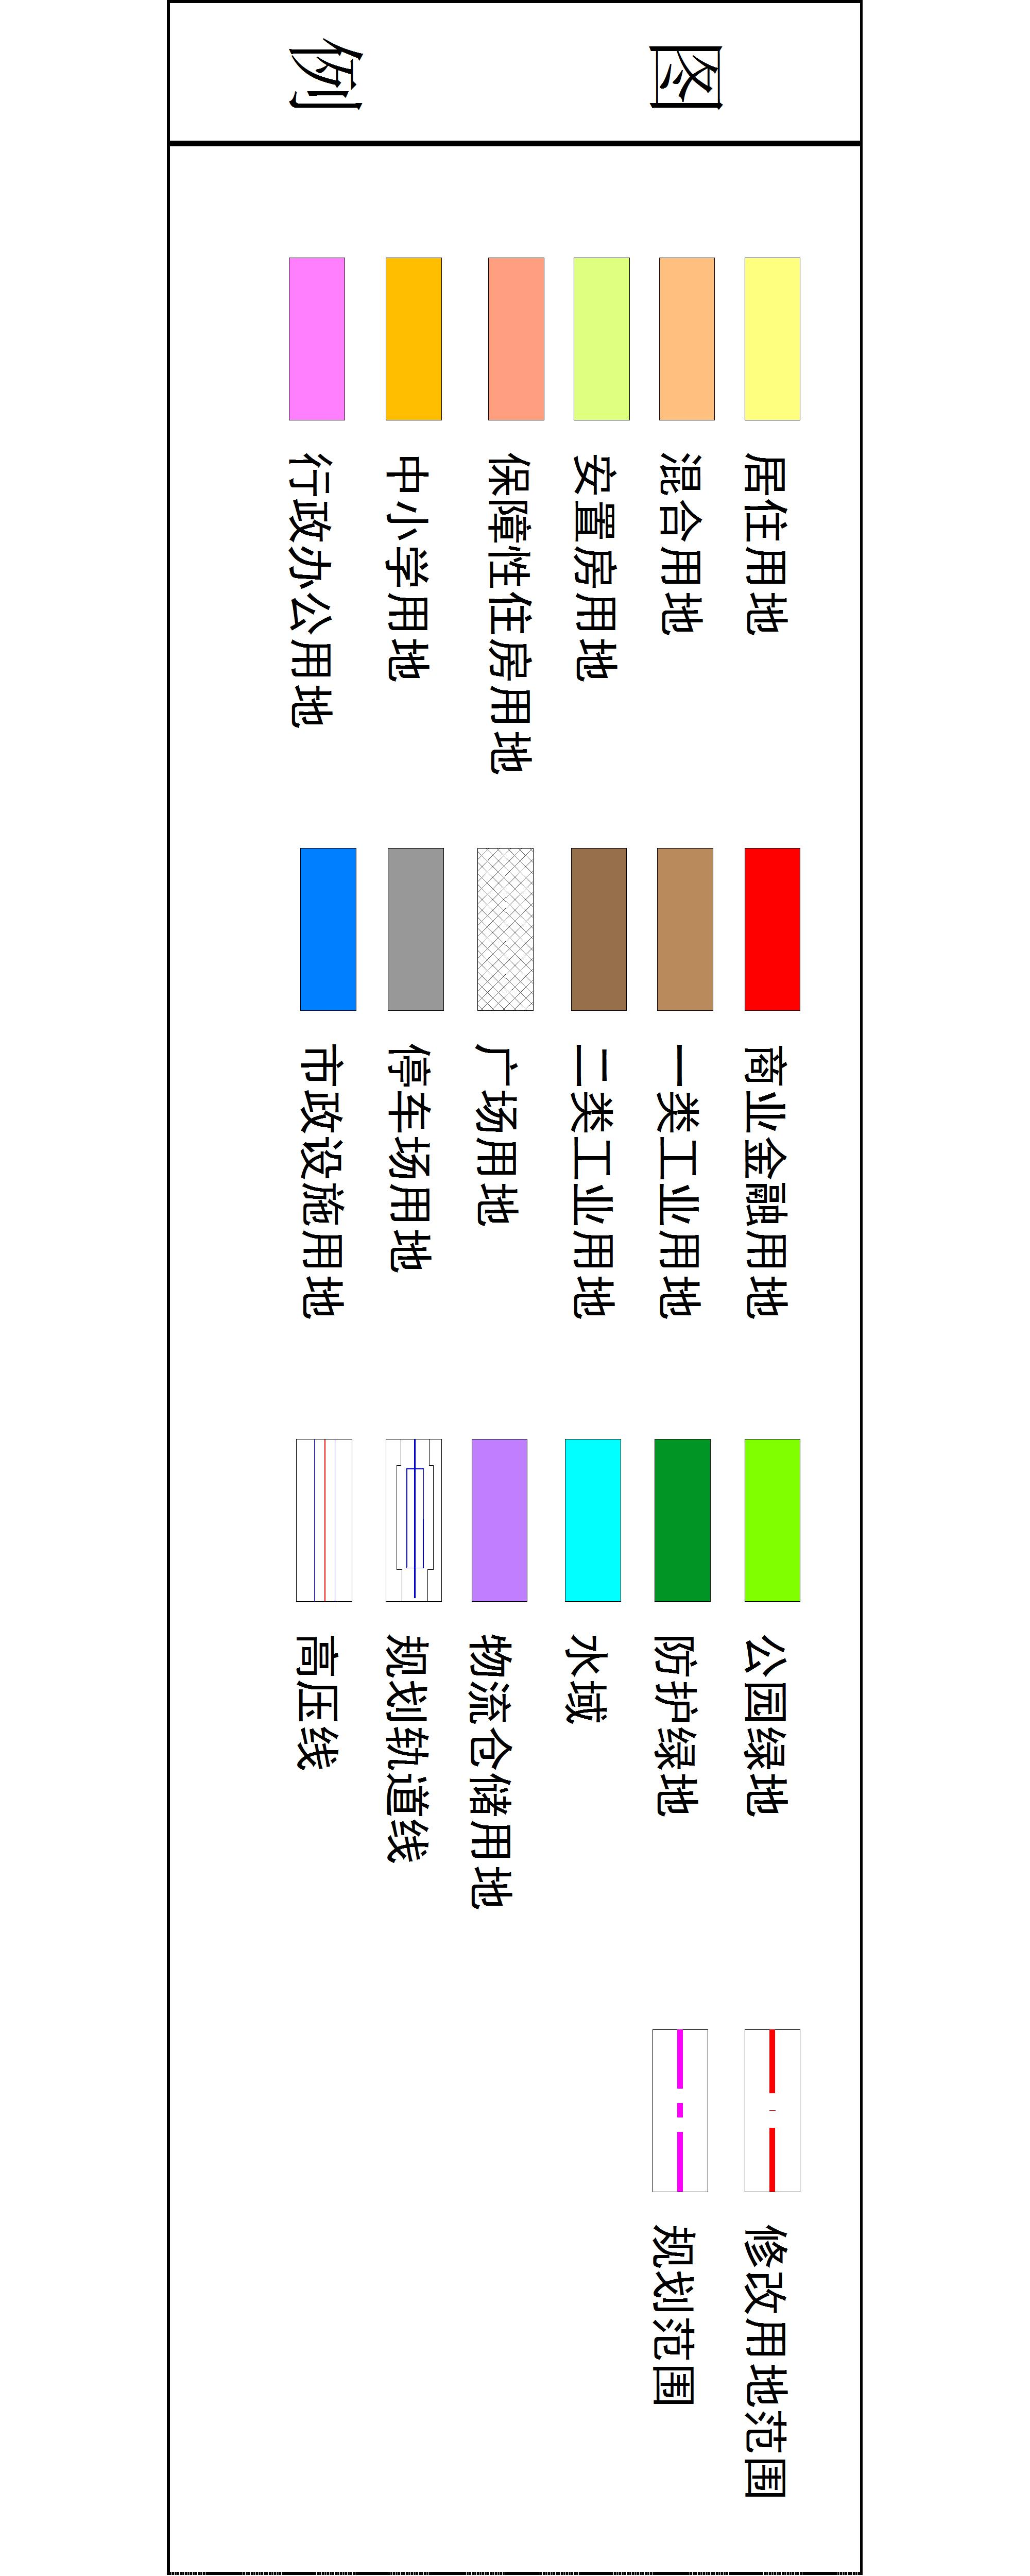 图例
居住用地
混合用地
安置房用地
保障性住房用地
中小学用地
行政办公用地
商业金融用地
一类工业用地
二类工业用地
广场用地
停车场用地
市政设施用地
公园绿地
防护绿地
水域
物流仓储用地
规划轨道线
高压线
修改用地范围
规划范围